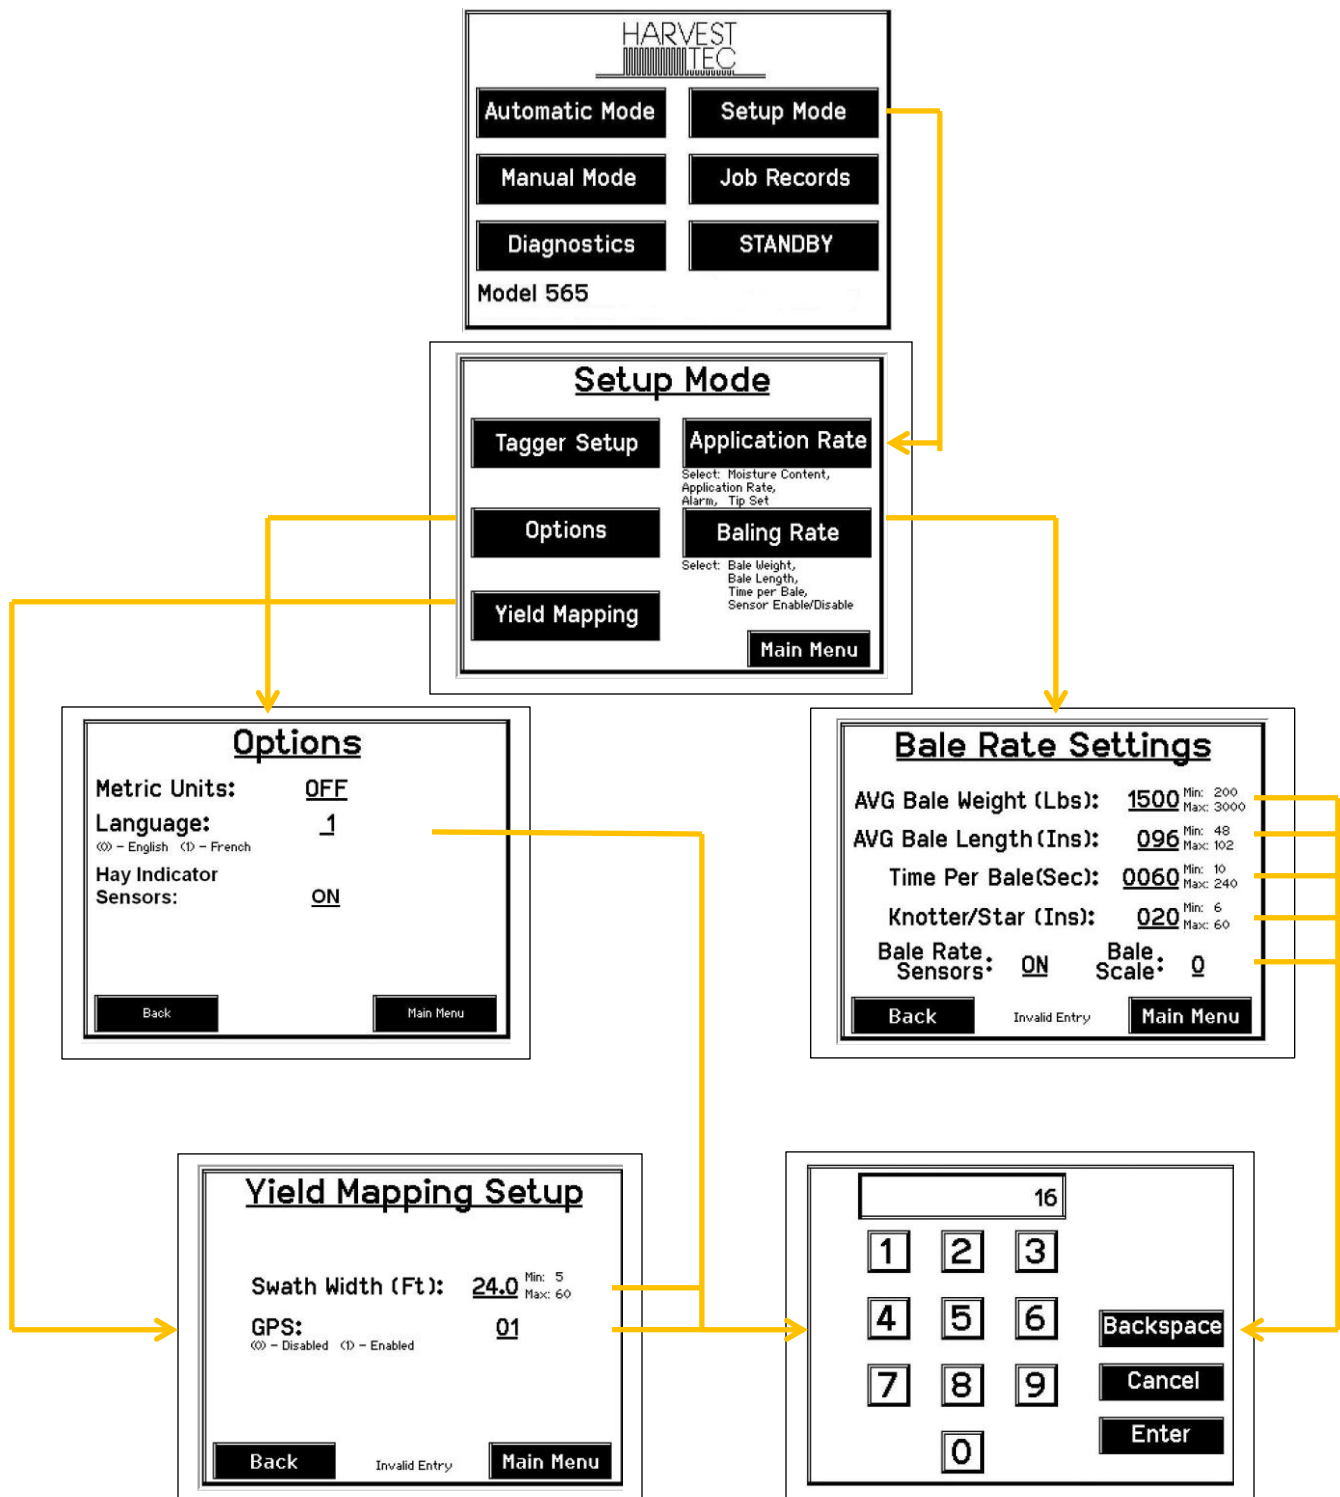 HARVEST
TEC
Automatic Mode
Setup Mode
Manual Mode
Job Records
Diagnostics
STANDBY
Model 565
Setup Mode
Tagger Setup
Application Rate
Select: Moisture Content,
Application Rate,
Alarm, Tip Set
Options
Baling Rate
Select: Bale Weight,
Bale Length,
Time per Bale,
Sensor Enable/Disable
Yield Mapping
Main Menu
Options
Metric Units: OFF
Language: 1
(0) - English (1) - French
Hay Indicator
Sensors: ON
Back
Main Menu
Bale Rate Settings
AVG Bale Weight (Lbs): 1500 Min: 200
Max: 3000
AVG Bale Length (Ins): 096 Min: 48
Max: 102
Time Per Bale(Sec): 0060 Min: 10
Max: 240
Knotter/Star (Ins): 020 Min: 6
Max: 60
Bale Rate
Sensors: ON
Bale
Scale: 0
Back
Invalid Entry
Main Menu
Yield Mapping Setup
Swath Width (Ft): 24.0 Min: 5
Max: 60
GPS: 01
(0) - Disabled (1) - Enabled
Back
Invalid Entry
Main Menu
16
1 2 3
4 5 6
Backspace
7 8 9
Cancel
Enter
0